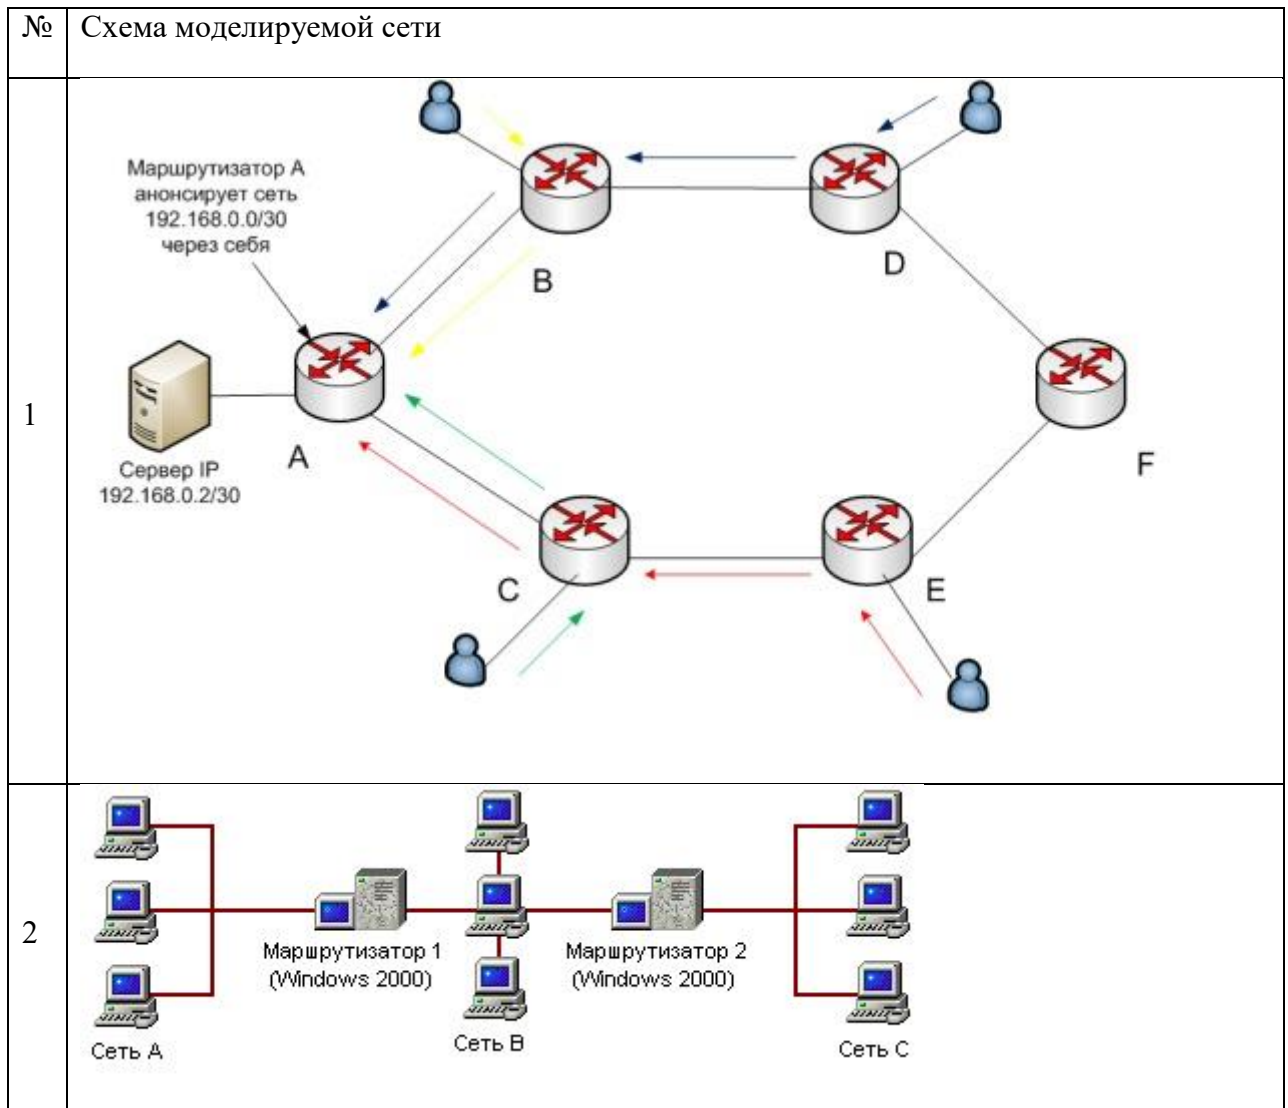 № Схема моделируемой сети
1
Маршрутизатор А
анонсирует сеть
192.168.0.0/30
через себя
B
D
A
F
Сервер IP
192.168.0.2/30
C
E
2
Маршрутизатор 1
(Windows 2000)
Маршрутизатор 2
(Windows 2000)
Сеть А
Сеть В
Сеть С